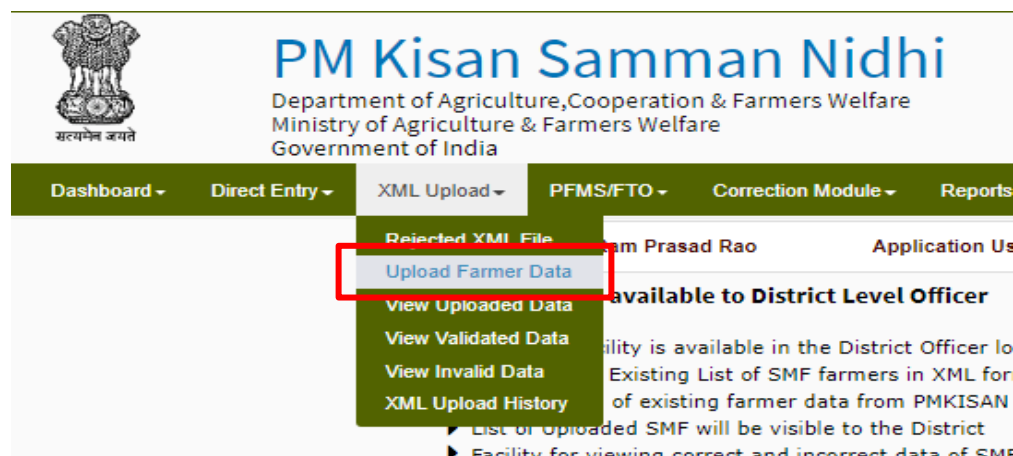 PM Kisan Samman Nidhi
Department of Agriculture,Cooperation & Farmers Welfare
Ministry of Agriculture & Farmers Welfare
Government of India
सत्यमेव जयते
Dashboard Direct Entry XML Upload PFMS/FTO Correction Module Reports
Rejected XML File
Upload Farmer Data
View Uploaded Data
View Validated Data
View Invalid Data
XML Upload History
Prasad Rao Application Us
available to District Level Officer
ility is available in the District Officer lo
Existing List of SMF farmers in XML for
of existing farmer data from PMKISAN
List of Uploaded SMF will be visible to the District
Facility for viewing correct and incorrect data of SMF